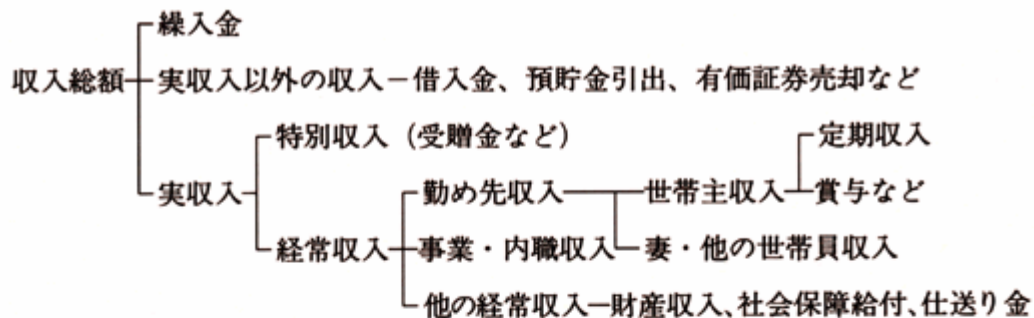 繰入金
収入総額 実収入以外の収入－借入金、預貯金引出、有価証券売却など
特別収入（受贈金など） 定期収入
実収入 勤め先収入 世帯主収入 賞与など
経常収入 事業・内職収入 妻・他の世帯員収入
他の経常収入－財産収入、社会保障給付、仕送り金